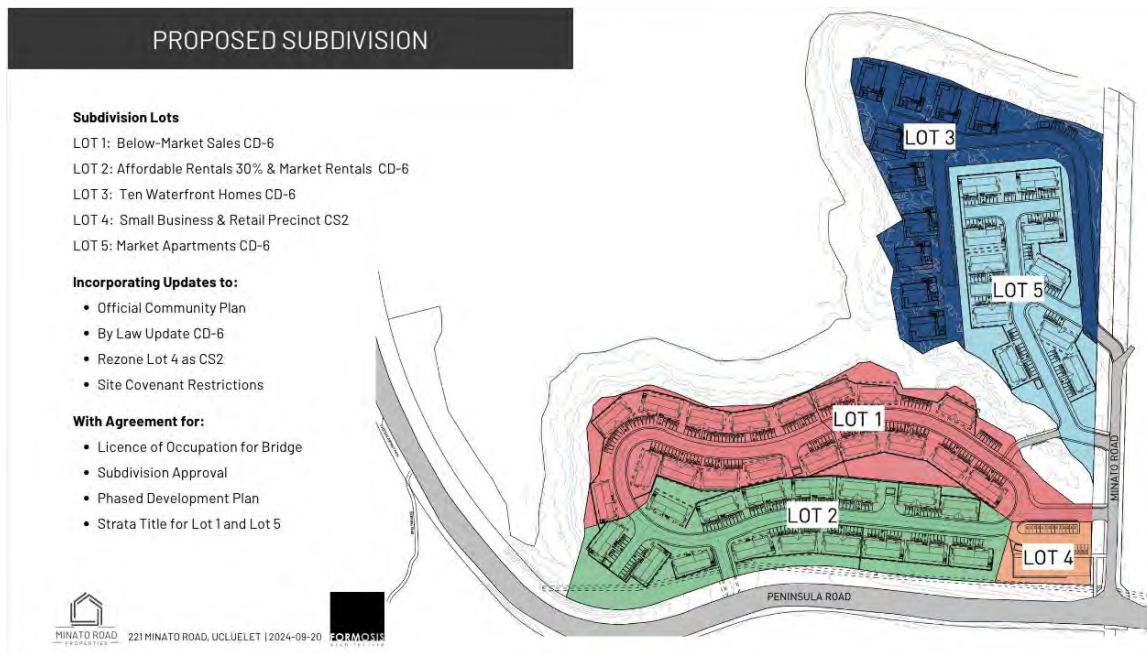 PROPOSED SUBDIVISION
Subdivision Lots
LOT 1: Below-Market Sales CD-6
LOT 2: Affordable Rentals 30% & Market Rentals CD-6
LOT 3: Ten Waterfront Homes CD-6
LOT 4: Small Business & Retail Precinct CS2
LOT 5: Market Apartments CD-6
Incorporating Updates to:
• Official Community Plan
• By Law Update CD-6
• Rezone Lot 4 as CS2
• Site Covenant Restrictions
With Agreement for:
• Licence of Occupation for Bridge
• Subdivision Approval
• Phased Development Plan
• Strata Title for Lot 1 and Lot 5
LOT 3
LOT 5
LOT 1
MINATO ROAD
LOT 2
LOT 4
PENINSULA ROAD
MINATO ROAD
PROPERTIES
221 MINATO ROAD, UCLUELET | 2024-09-20
FORMOSIS
ARCHITECTURE